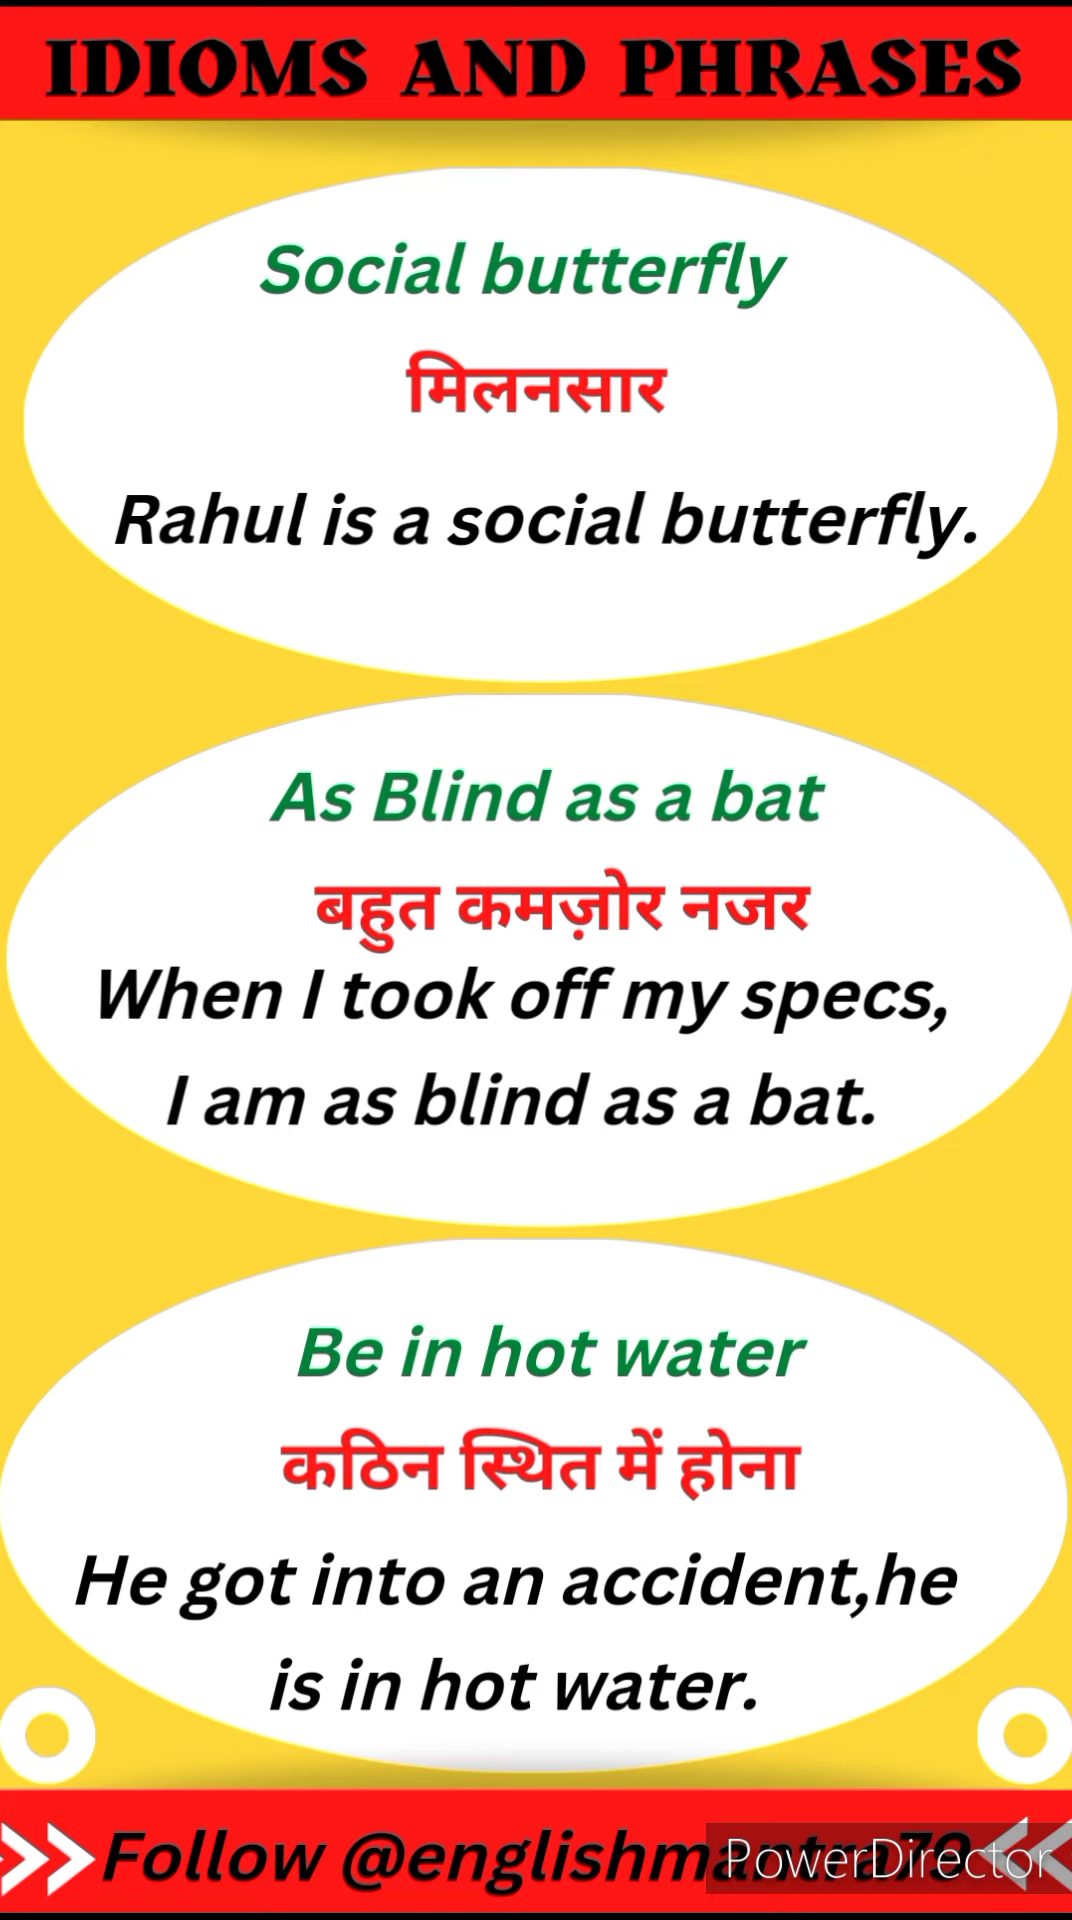 IDIOMS AND PHRASES
Social butterfly
मिलनसार
Rahul is a social butterfly.
As Blind as a bat
बहुत कमज़ोर नजर
When I took off my specs,
I am as blind as a bat.
Be in hot water
कठिन स्थित में होना
He got into an accident,he
is in hot water.
Follow @englishmantra79
PowerDirector